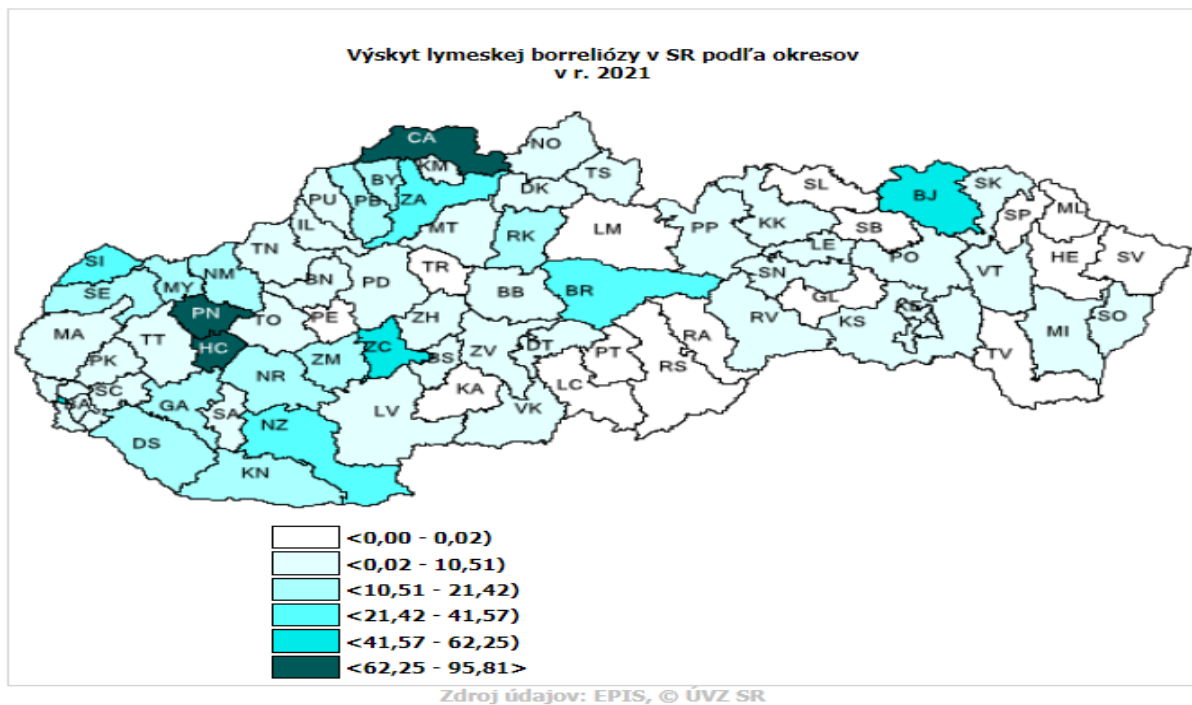 Výskyt lymeskej borreliózy v SR podľa okresov
v r. 2021
CA
NO
KM
TS
BY
DK
SL
SK
PU
PB
ZA
BJ
ML
SP
IL
MT
RK
LM
PP
KK
SB
TN
LE
PO
HE
SV
SI
NM
BN
PD
TR
BB
BR
SN
VT
SE
MY
GL
PN
TO
PE
ZH
RV
KS
SO
MA
TT
HC
ZM
ZC
BS
ZV
DT
PT
RA
MI
PK
NR
KA
LC
RS
TV
SC
GA
SA
LV
VK
NZ
DS
KN
<0,00 - 0,02)
<0,02 - 10,51)
<10,51 - 21,42)
<21,42 - 41,57)
<41,57 - 62,25)
<62,25 - 95,81>
Zdroj údajov: EPIS, © ÚVZ SR